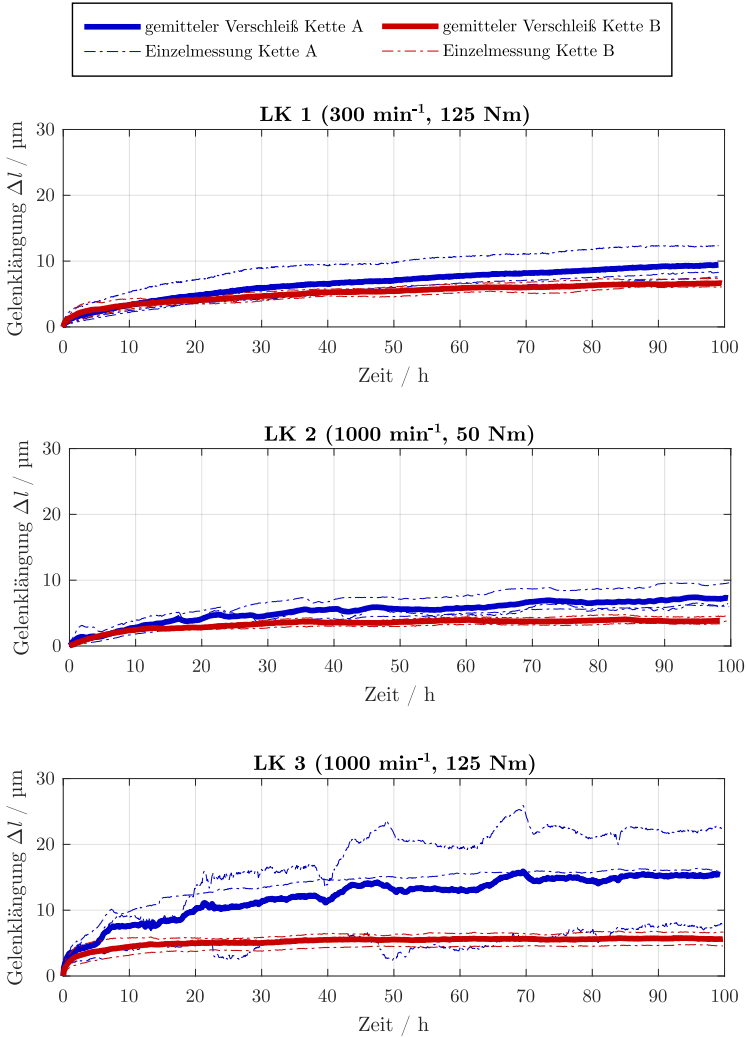 gemitteler Verschleiß Kette A
gemitteler Verschleiß Kette B
Einzelmessung Kette A
Einzelmessung Kette B
LK 1 (300 min⁻¹, 125 Nm)
Gelenklängung Δl / µm
30
20
10
0
0 10 20 30 40 50 60 70 80 90 100
Zeit / h
LK 2 (1000 min⁻¹, 50 Nm)
Gelenklängung Δl / µm
30
20
10
0
0 10 20 30 40 50 60 70 80 90 100
Zeit / h
LK 3 (1000 min⁻¹, 125 Nm)
Gelenklängung Δl / µm
30
20
10
0
0 10 20 30 40 50 60 70 80 90 100
Zeit / h